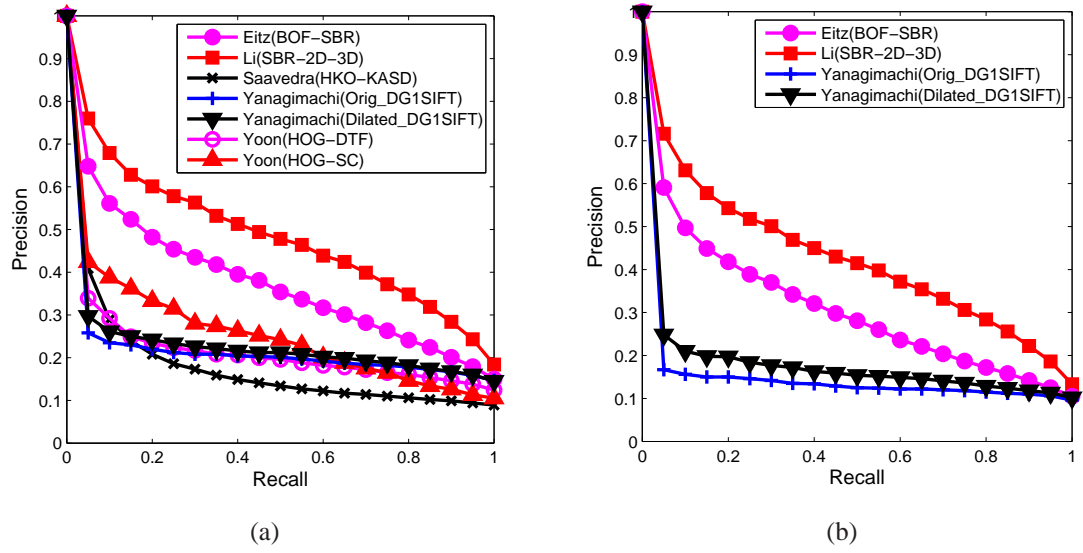 Eitz(BOF−SBR)
Li(SBR−2D−3D)
Saavedra(HKO−KASD)
Yanagimachi(Orig_DG1SIFT)
Yanagimachi(Dilated_DG1SIFT)
Yoon(HOG−DTF)
Yoon(HOG−SC)
0.9
0.8
0.7
0.6
0.5
0.4
0.3
0.2
0.1
0
Precision
0 0.2 0.4 0.6 0.8 1
Recall
(a)
Eitz(BOF−SBR)
Li(SBR−2D−3D)
Yanagimachi(Orig_DG1SIFT)
Yanagimachi(Dilated_DG1SIFT)
0.9
0.8
0.7
0.6
0.5
0.4
0.3
0.2
0.1
0
Precision
0 0.2 0.4 0.6 0.8 1
Recall
(b)